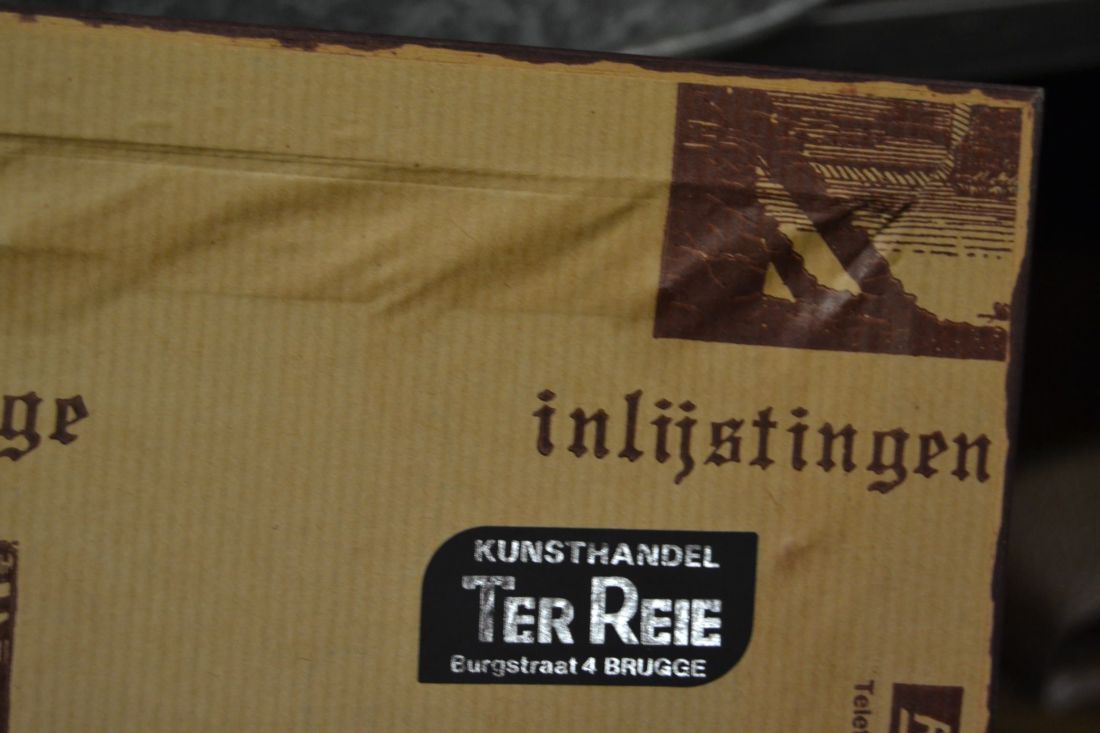 ge inlijstingen
KUNSTHANDEL
TER REIE
Burgstraat 4 BRUGGE